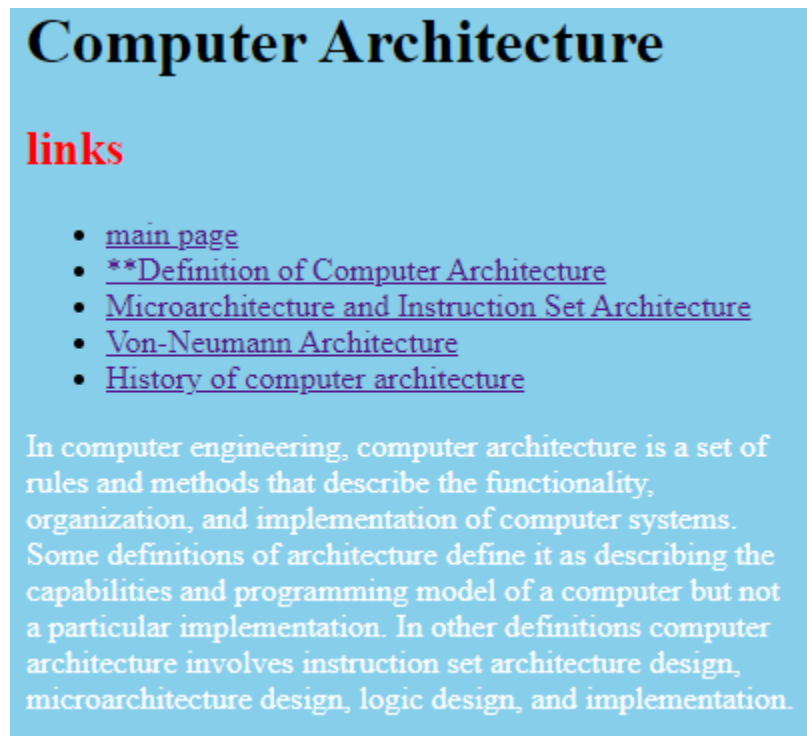 Computer Architecture
links
main page
**Definition of Computer Architecture
Microarchitecture and Instruction Set Architecture
Von-Neumann Architecture
History of computer architecture
In computer engineering, computer architecture is a set of
rules and methods that describe the functionality,
organization, and implementation of computer systems.
Some definitions of architecture define it as describing the
capabilities and programming model of a computer but not
a particular implementation. In other definitions computer
architecture involves instruction set architecture design,
microarchitecture design, logic design, and implementation.